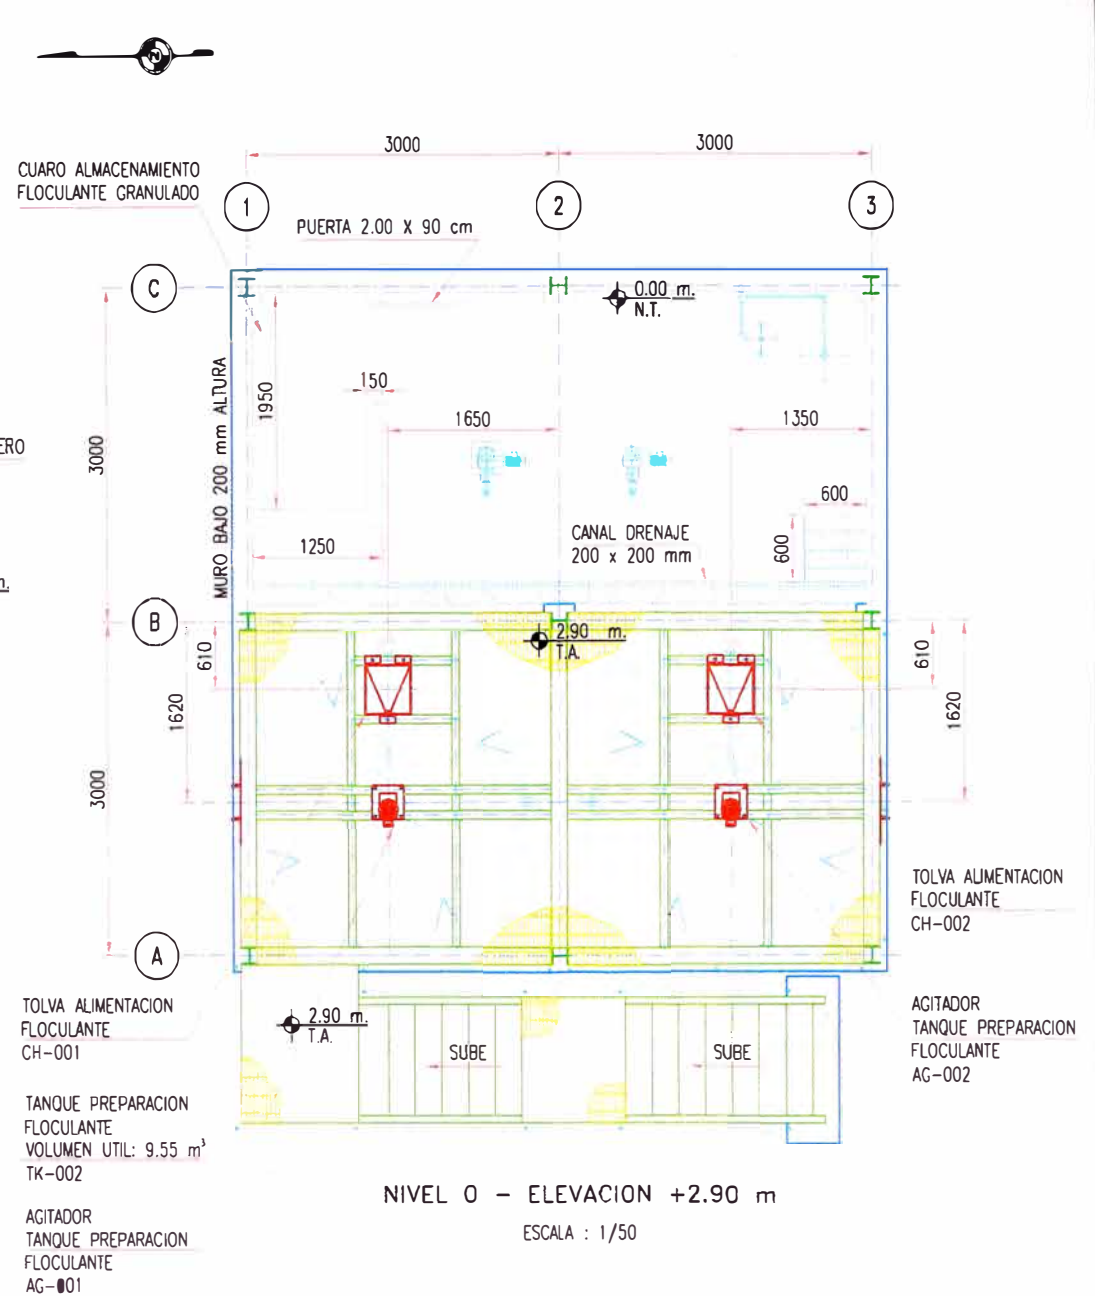 N
3000
3000
CUARO ALMACENAMIENTO
FLOCULANTE GRANULADO
1
2
3
PUERTA 2.00 X 90 cm
C
0.00 m.
N.T.
MURO BAJO 200 mm ALTURA
1950
150
1650
1350
ERO
3000
600
CANAL DRENAJE
200 x 200 mm
600
1250
m.
B
2.90 m.
T.A.
610
1620
610
1620
3000
TOLVA ALIMENTACION
FLOCULANTE
CH-002
A
TOLVA ALIMENTACION
FLOCULANTE
CH-001
2.90 m.
T.A.
SUBE
SUBE
AGITADOR
TANQUE PREPARACION
FLOCULANTE
AG-002
TANQUE PREPARACION
FLOCULANTE
VOLUMEN UTIL: 9.55 m³
TK-002
NIVEL 0 - ELEVACION +2.90 m
ESCALA : 1/50
AGITADOR
TANQUE PREPARACION
FLOCULANTE
AG-001